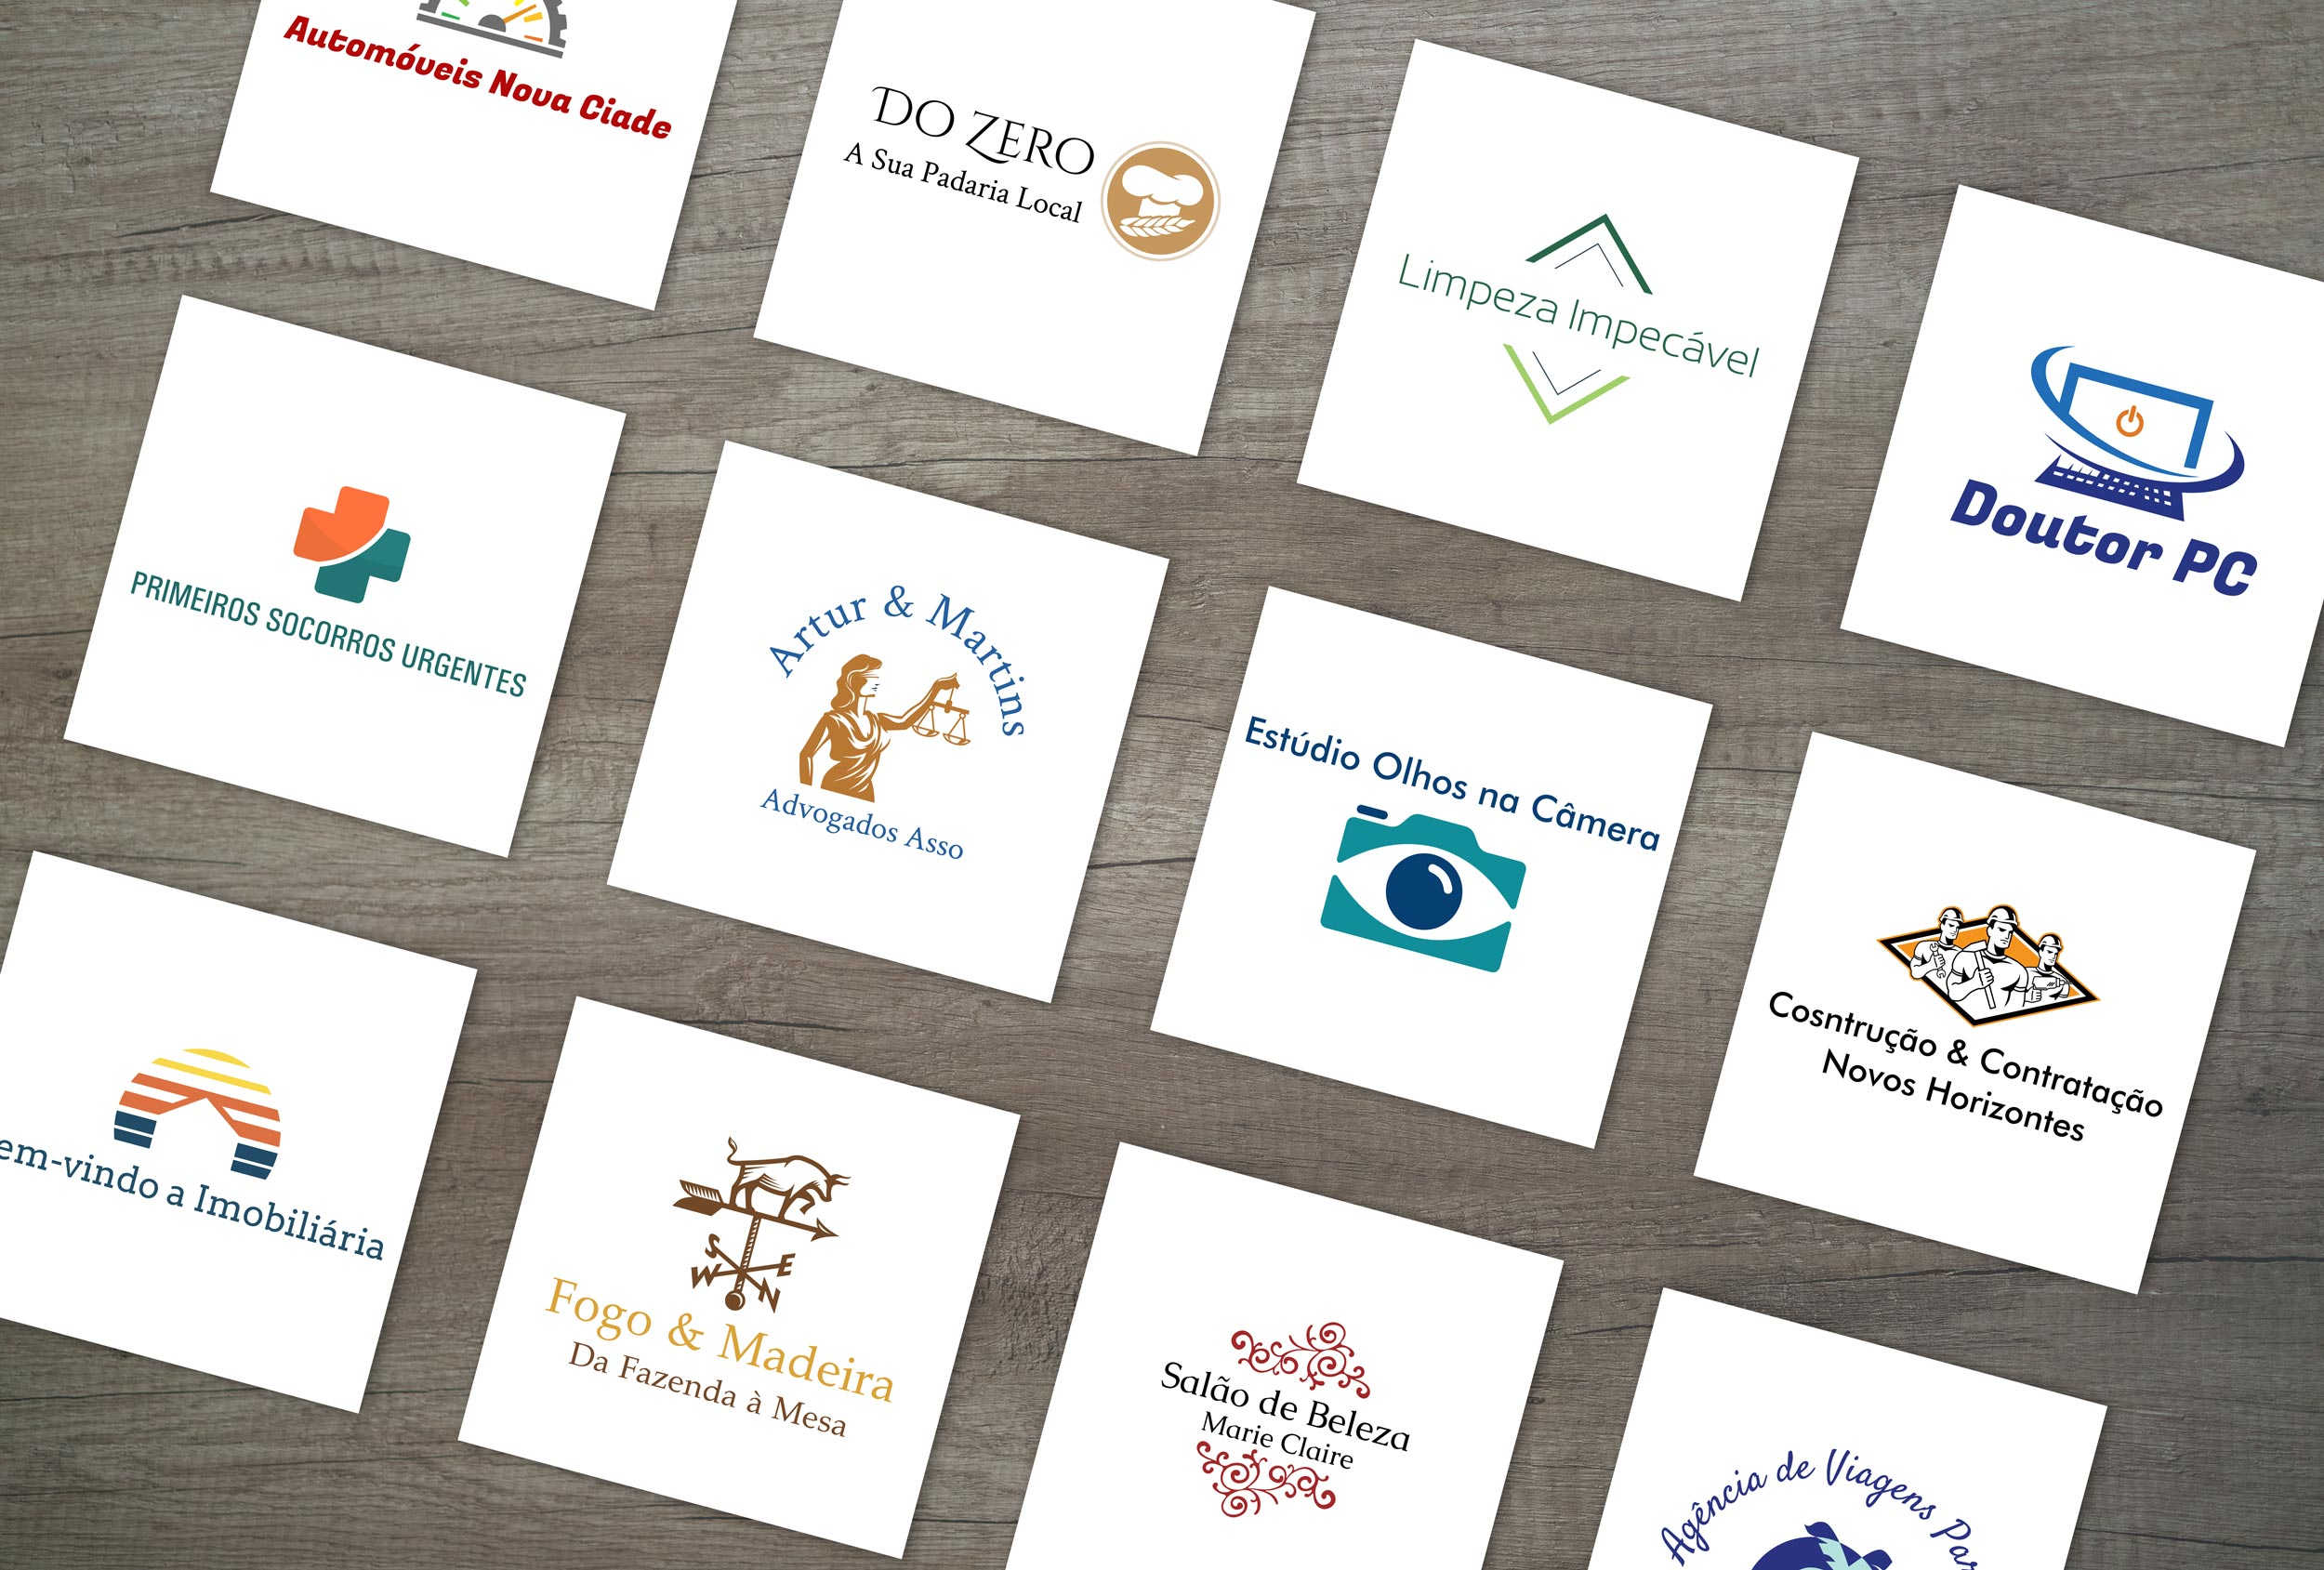 Automóveis Nova Ciade
DO ZERO
A Sua Padaria Local
Limpeza Impecável
Doutor PC
PRIMEIROS SOCORROS URGENTES
Artur & Martins
Advogados Asso
Estúdio Olhos na Câmera
Cosntrução & Contratação
Novos Horizontes
em-vindo a Imobiliária
S
W E
N
Fogo & Madeira
Da Fazenda à Mesa
Salão de Beleza
Marie Claire
Agência de Viagens Par